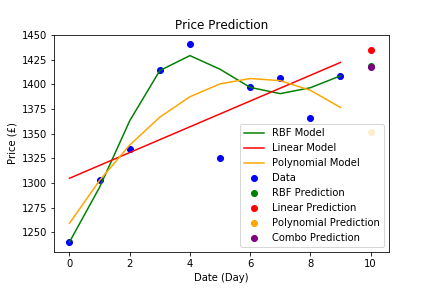 Price Prediction
1450
1425
1400
1375
1350
1325
1300
1275
1250
Price (£)
RBF Model
Linear Model
Polynomial Model
Data
RBF Prediction
Linear Prediction
Polynomial Prediction
Combo Prediction
0 2 4 6 8 10
Date (Day)